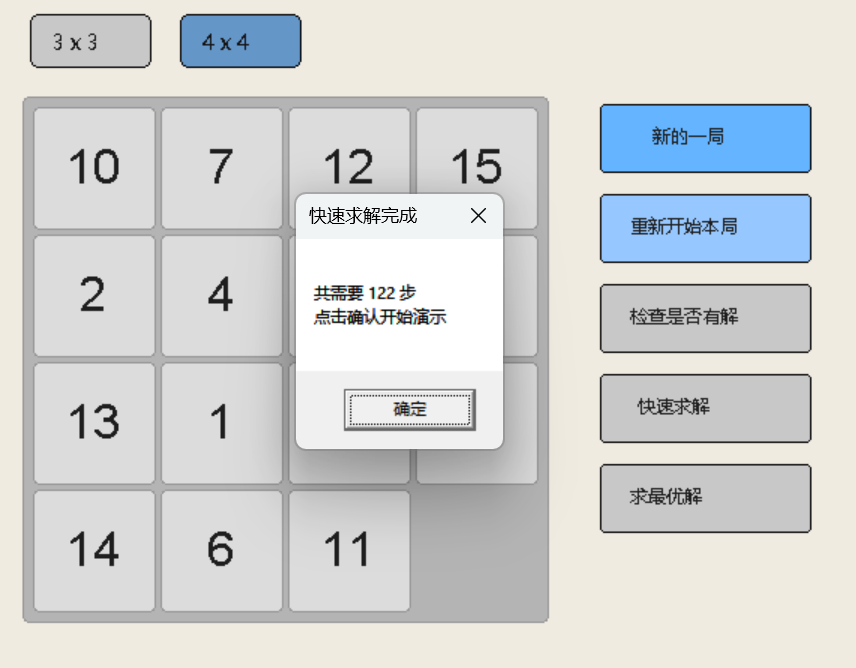 3 x 3
4 x 4
10 7 12 15
新的一局
快速求解完成
重新开始本局
2 4
共需要 122 步
点击确认开始演示
检查是否有解
13 1
确定
快速求解
求最优解
14 6 11